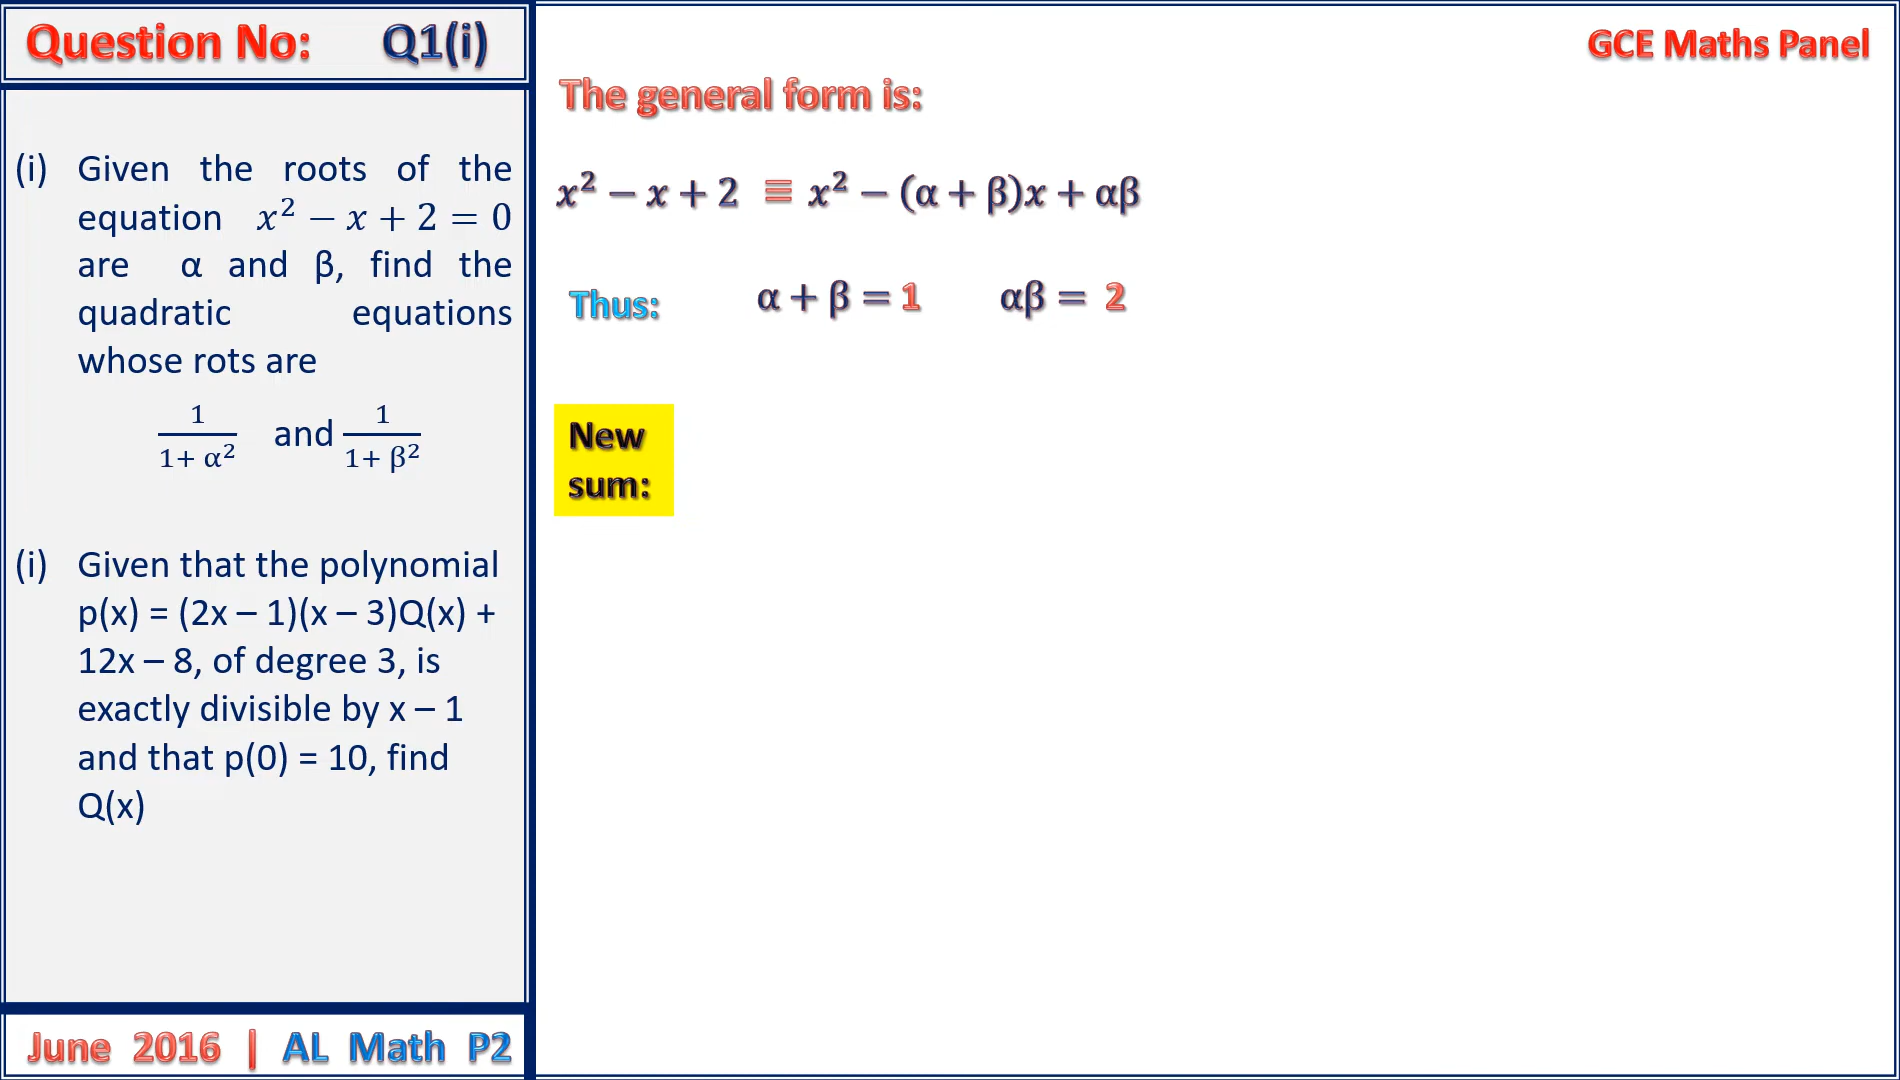 Question No: Q1(i)
(i) Given the roots of the
equation x² − x + 2 = 0
are α and β, find the
quadratic equations
whose rots are
1/(1+ α²) and 1/(1+ β²)
(i) Given that the polynomial
p(x) = (2x – 1)(x – 3)Q(x) +
12x – 8, of degree 3, is
exactly divisible by x – 1
and that p(0) = 10, find
Q(x)
June 2016 | AL Math P2
GCE Maths Panel
The general form is:
x² − x + 2 ≡ x² − (α + β)x + αβ
Thus: α + β = 1 αβ = 2
New
sum: